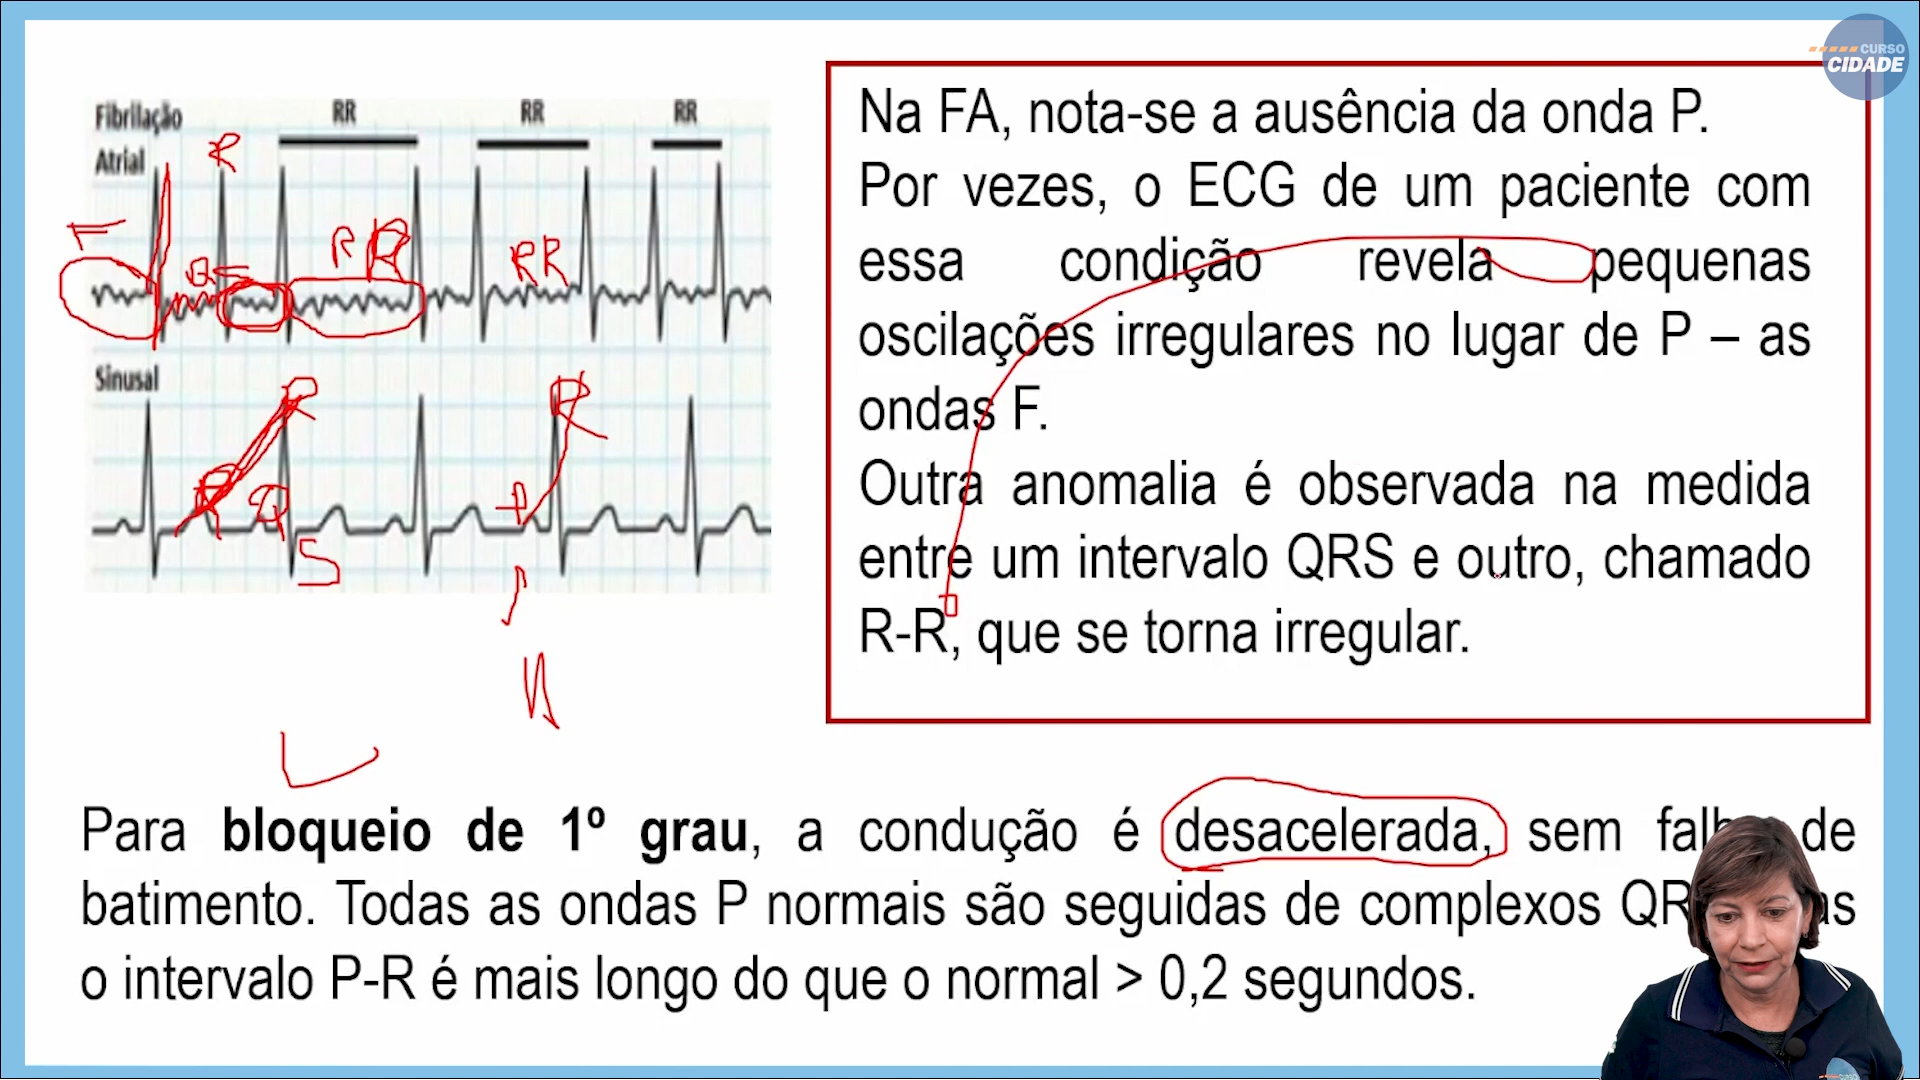 CURSO
CIDADE
Fibrilação
Atrial
RR
RR
RR
R
F
Q
S
R R
RR
Sinusal
R
R
P
Q
S
P
Na FA, nota-se a ausência da onda P.
Por vezes, o ECG de um paciente com
essa condição revela pequenas
oscilações irregulares no lugar de P – as
ondas F.
Outra anomalia é observada na medida
entre um intervalo QRS e outro, chamado
R-R, que se torna irregular.
Para bloqueio de 1º grau, a condução é desacelerada, sem de
batimento. Todas as ondas P normais são seguidas de complexos
o intervalo P-R é mais longo do que o normal > 0,2 segundos.